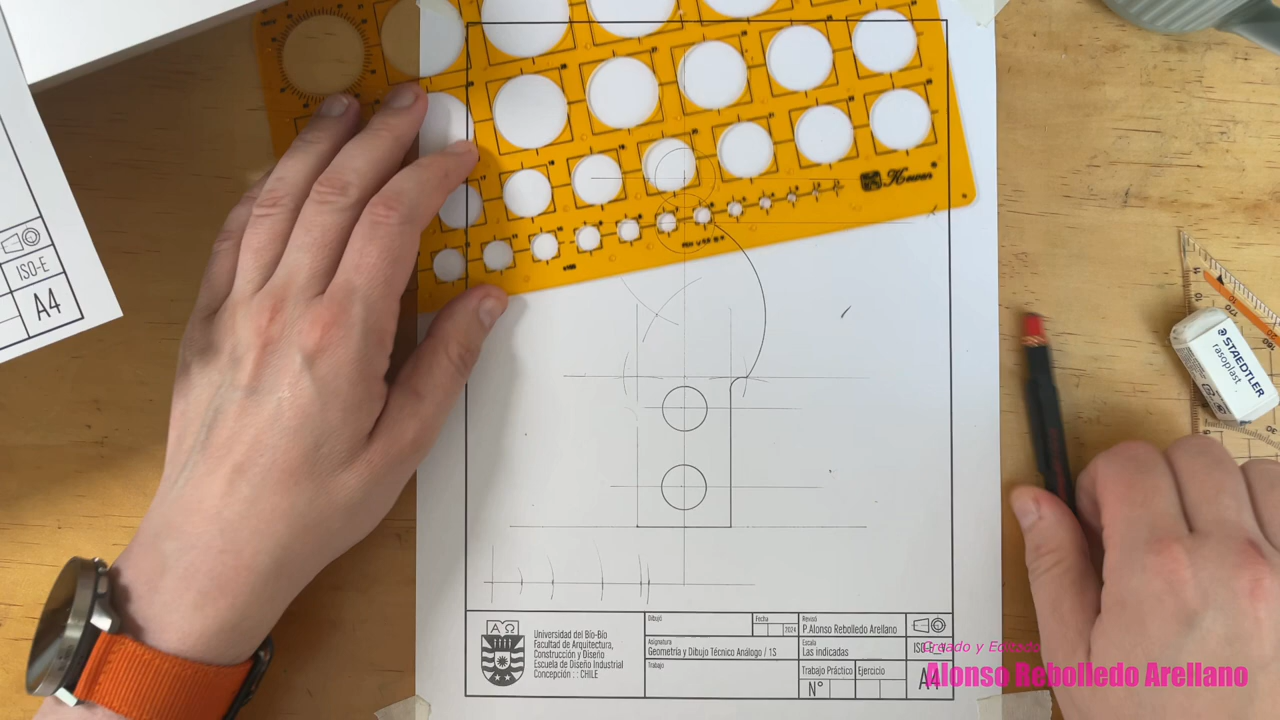 ISO-E
A4
STAEDTLER
rasoplast
Universidad del Bío-Bío
Facultad de Arquitectura,
Construcción y Diseño
Escuela de Diseño Industrial
Concepción : : CHILE
Dibujó
Fecha
2024
Revisó
P.Alonso Rebolledo Arellano
Asignatura
Geometría y Dibujo Técnico Análogo / 1S
Escala
Las indicadas
Trabajo
Trabajo Práctico
Ejercicio
N°
A4
Creado y Editado
Alonso Rebolledo Arellano